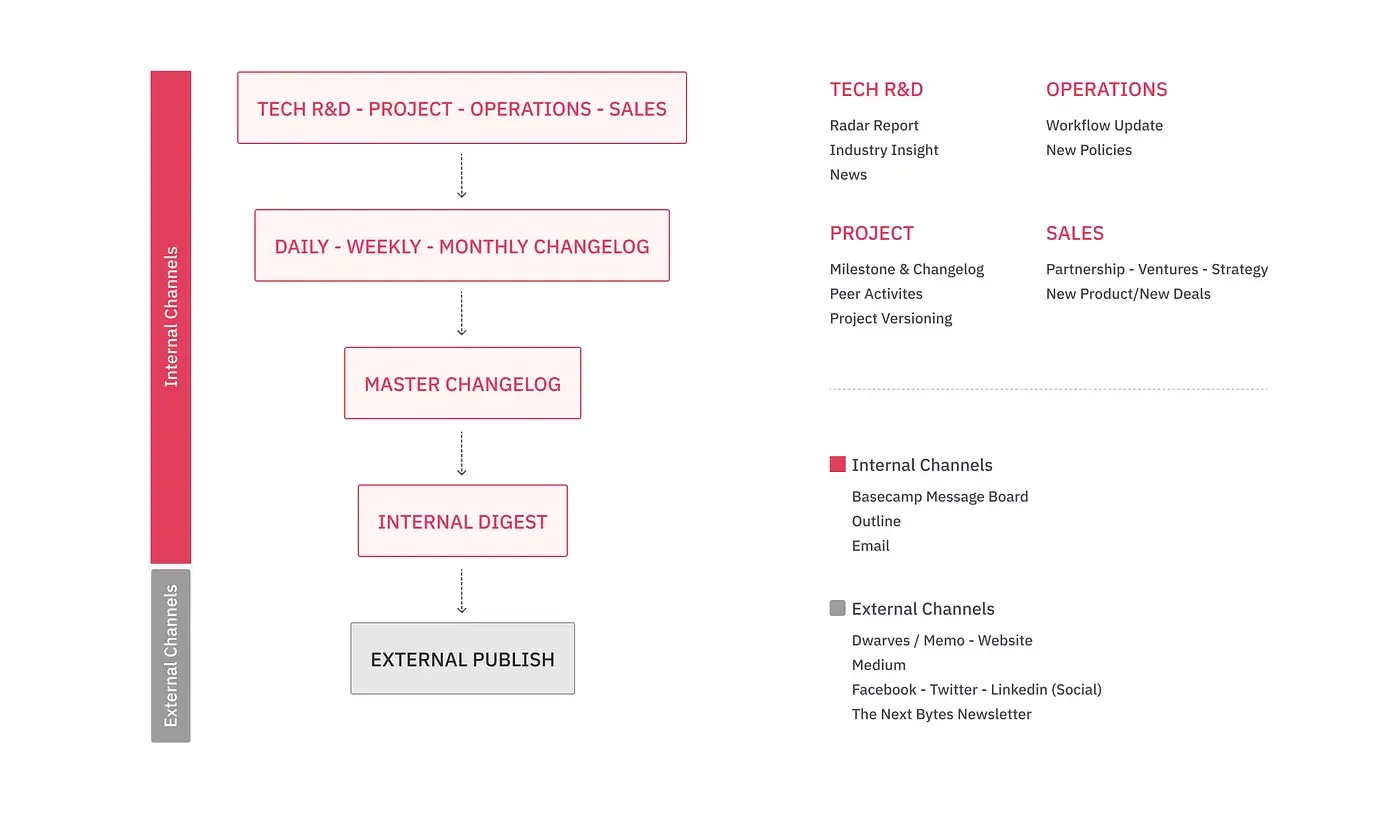 Internal Channels
External Channels
TECH R&D - PROJECT - OPERATIONS - SALES
DAILY - WEEKLY - MONTHLY CHANGELOG
MASTER CHANGELOG
INTERNAL DIGEST
EXTERNAL PUBLISH
TECH R&D
Radar Report
Industry Insight
News
OPERATIONS
Workflow Update
New Policies
PROJECT
Milestone & Changelog
Peer Activites
Project Versioning
SALES
Partnership - Ventures - Strategy
New Product/New Deals
Internal Channels
Basecamp Message Board
Outline
Email
External Channels
Dwarves / Memo - Website
Medium
Facebook - Twitter - Linkedin (Social)
The Next Bytes Newsletter